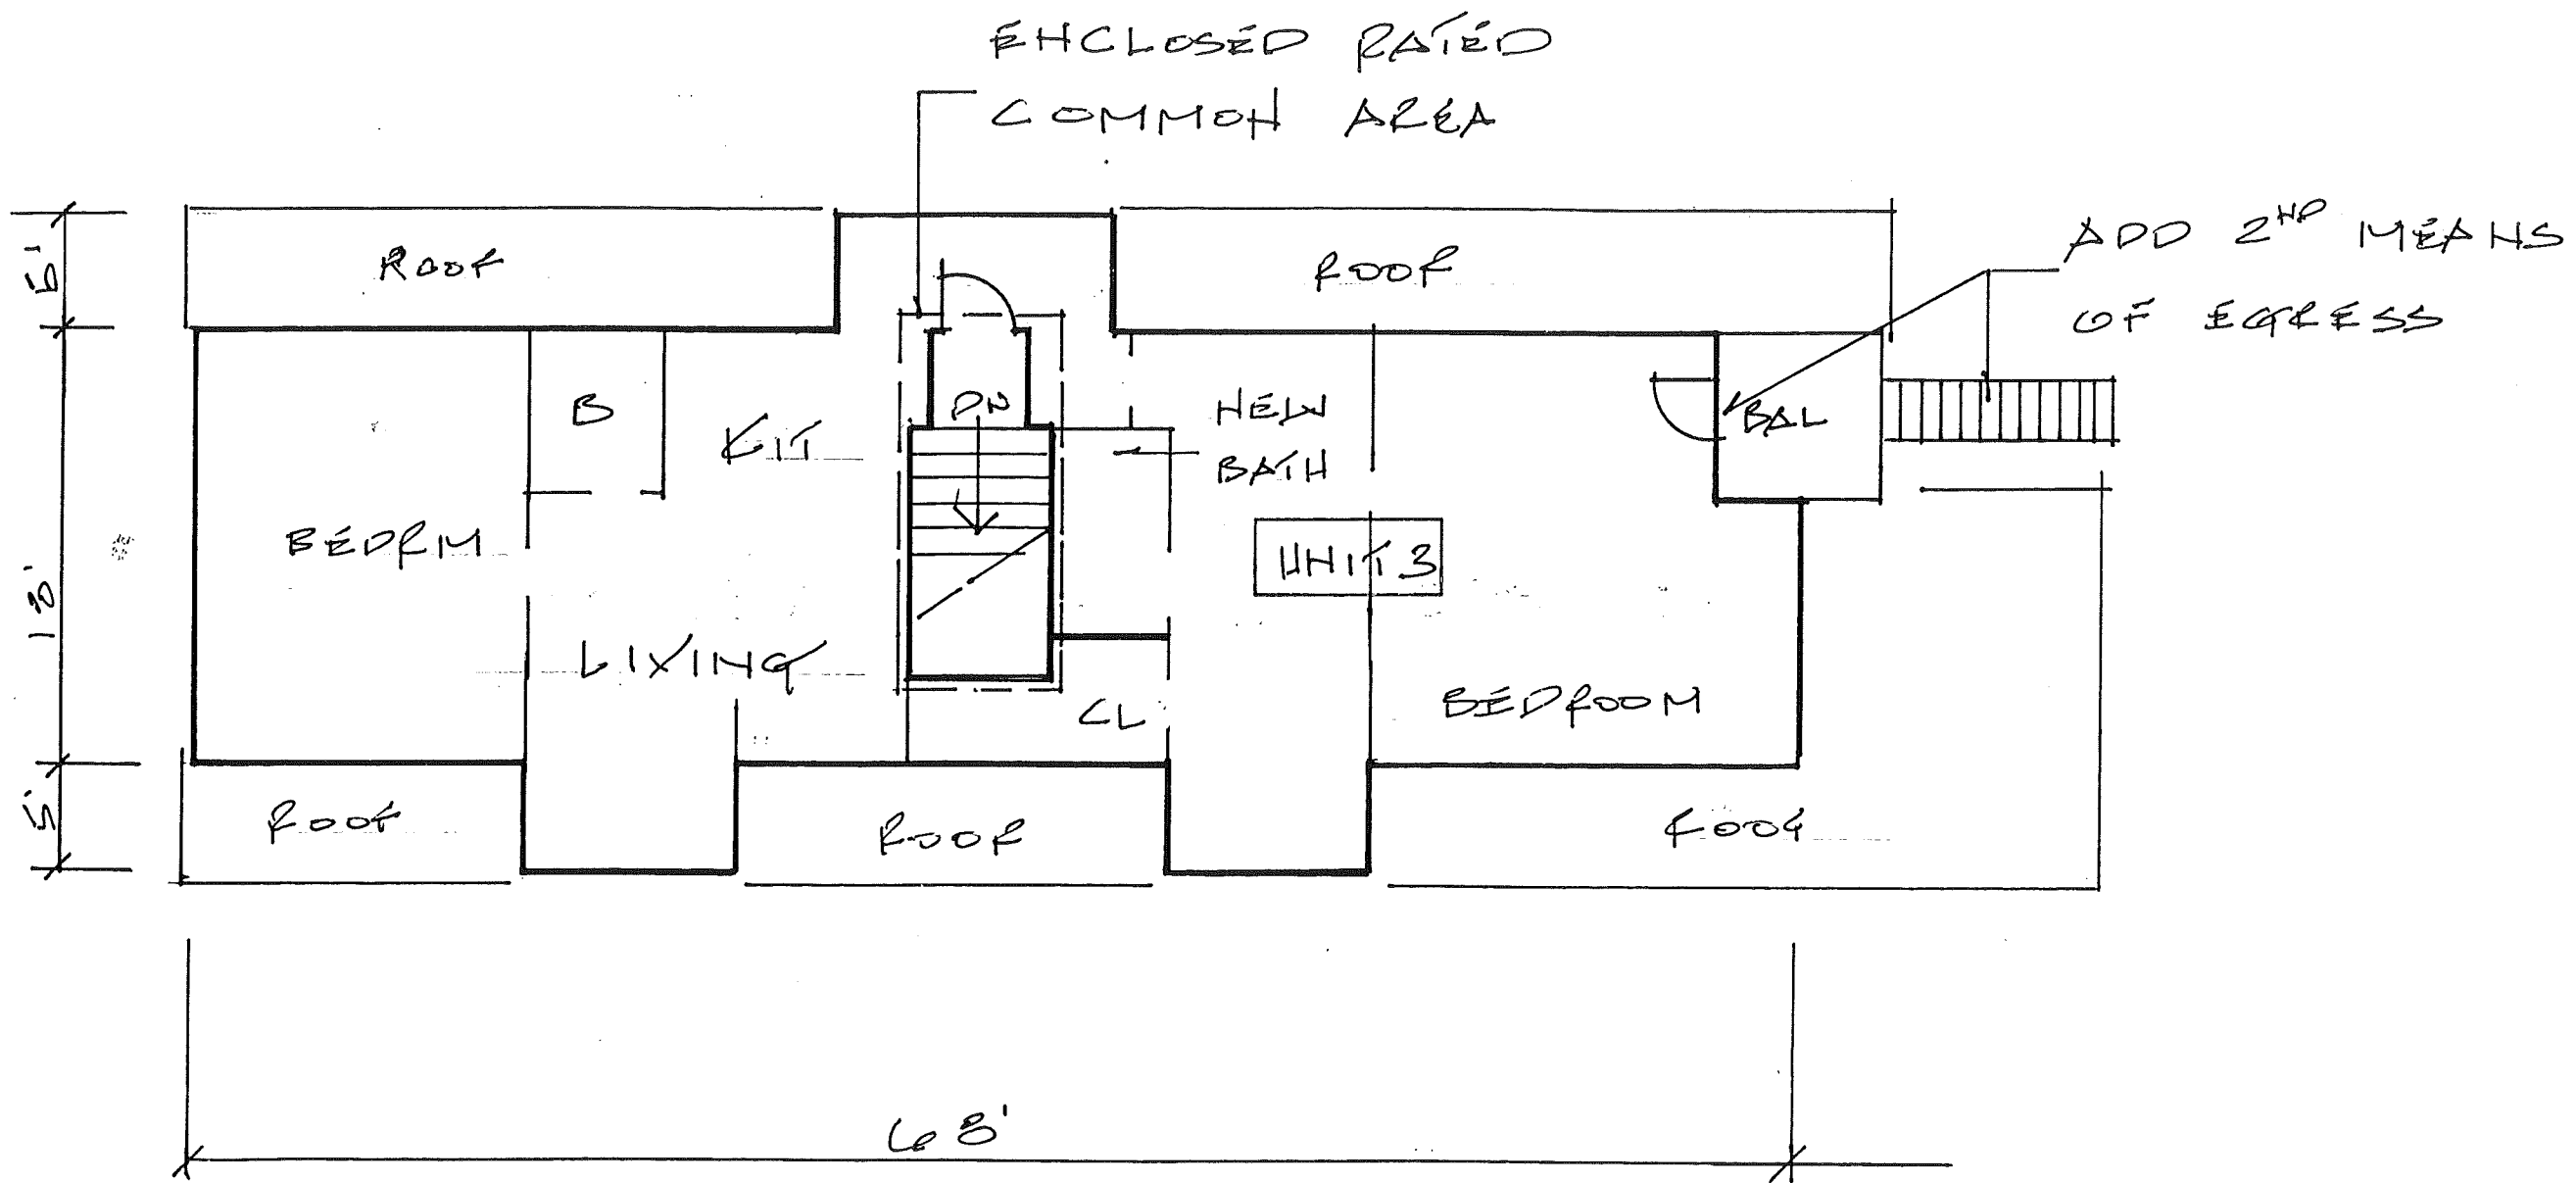 ENCLOSED RATED
COMMON AREA
ADD 2ND MEANS
OF EGRESS
ROOF
ROOF
5'
B
KIT
DN
NEW
BATH
BAL
BEDRM
UNIT 3
18'
LIVING
CL
BEDROOM
ROOF
ROOF
ROOF
5'
68'